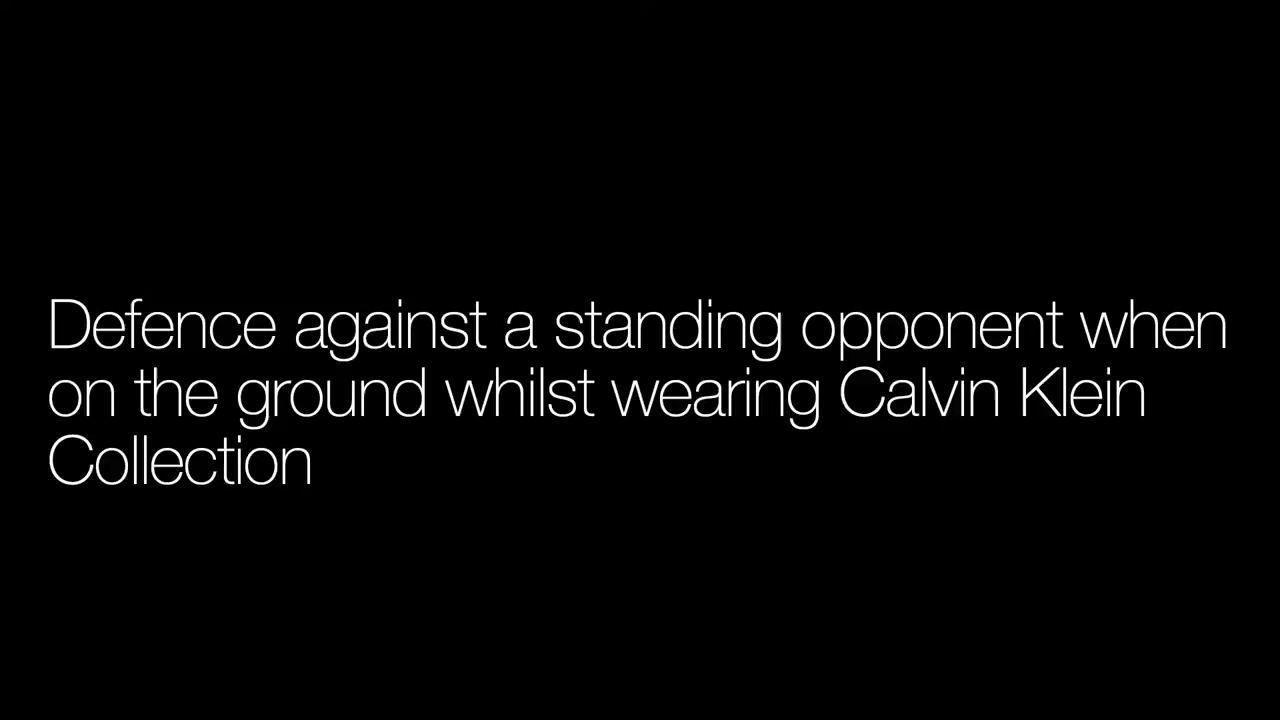 Defence against a standing opponent when
on the ground whilst wearing Calvin Klein
Collection